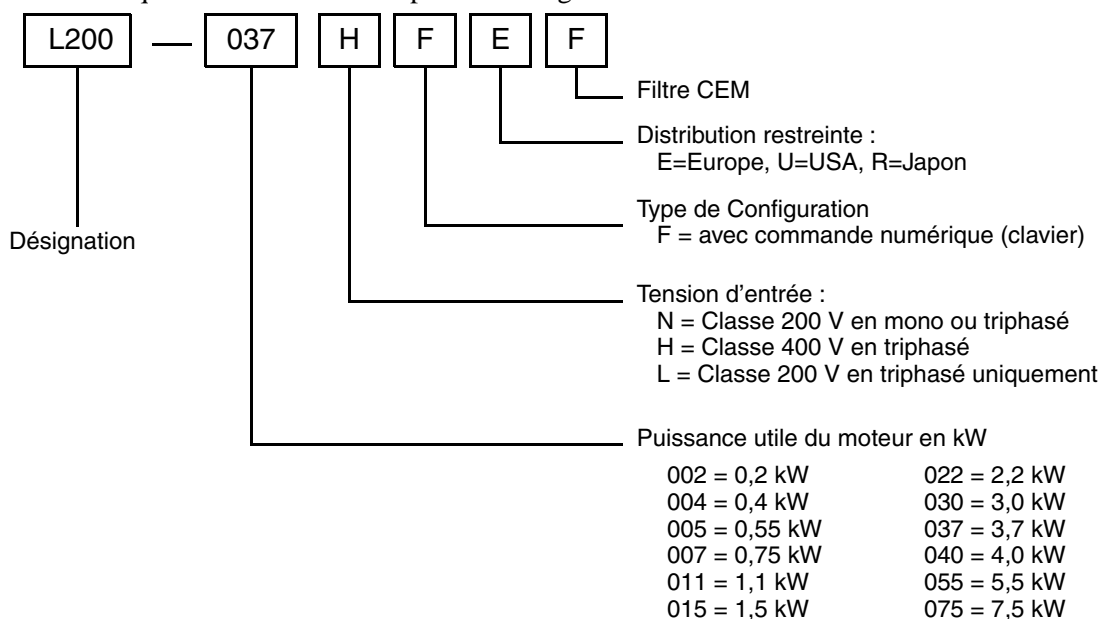 L200 — 037 H F E F
Filtre CEM
Distribution restreinte :
E=Europe, U=USA, R=Japon
Type de Configuration
F = avec commande numérique (clavier)
Désignation
Tension d’entrée :
N = Classe 200 V en mono ou triphasé
H = Classe 400 V en triphasé
L = Classe 200 V en triphasé uniquement
Puissance utile du moteur en kW
002 = 0,2 kW 022 = 2,2 kW
004 = 0,4 kW 030 = 3,0 kW
005 = 0,55 kW 037 = 3,7 kW
007 = 0,75 kW 040 = 4,0 kW
011 = 1,1 kW 055 = 5,5 kW
015 = 1,5 kW 075 = 7,5 kW